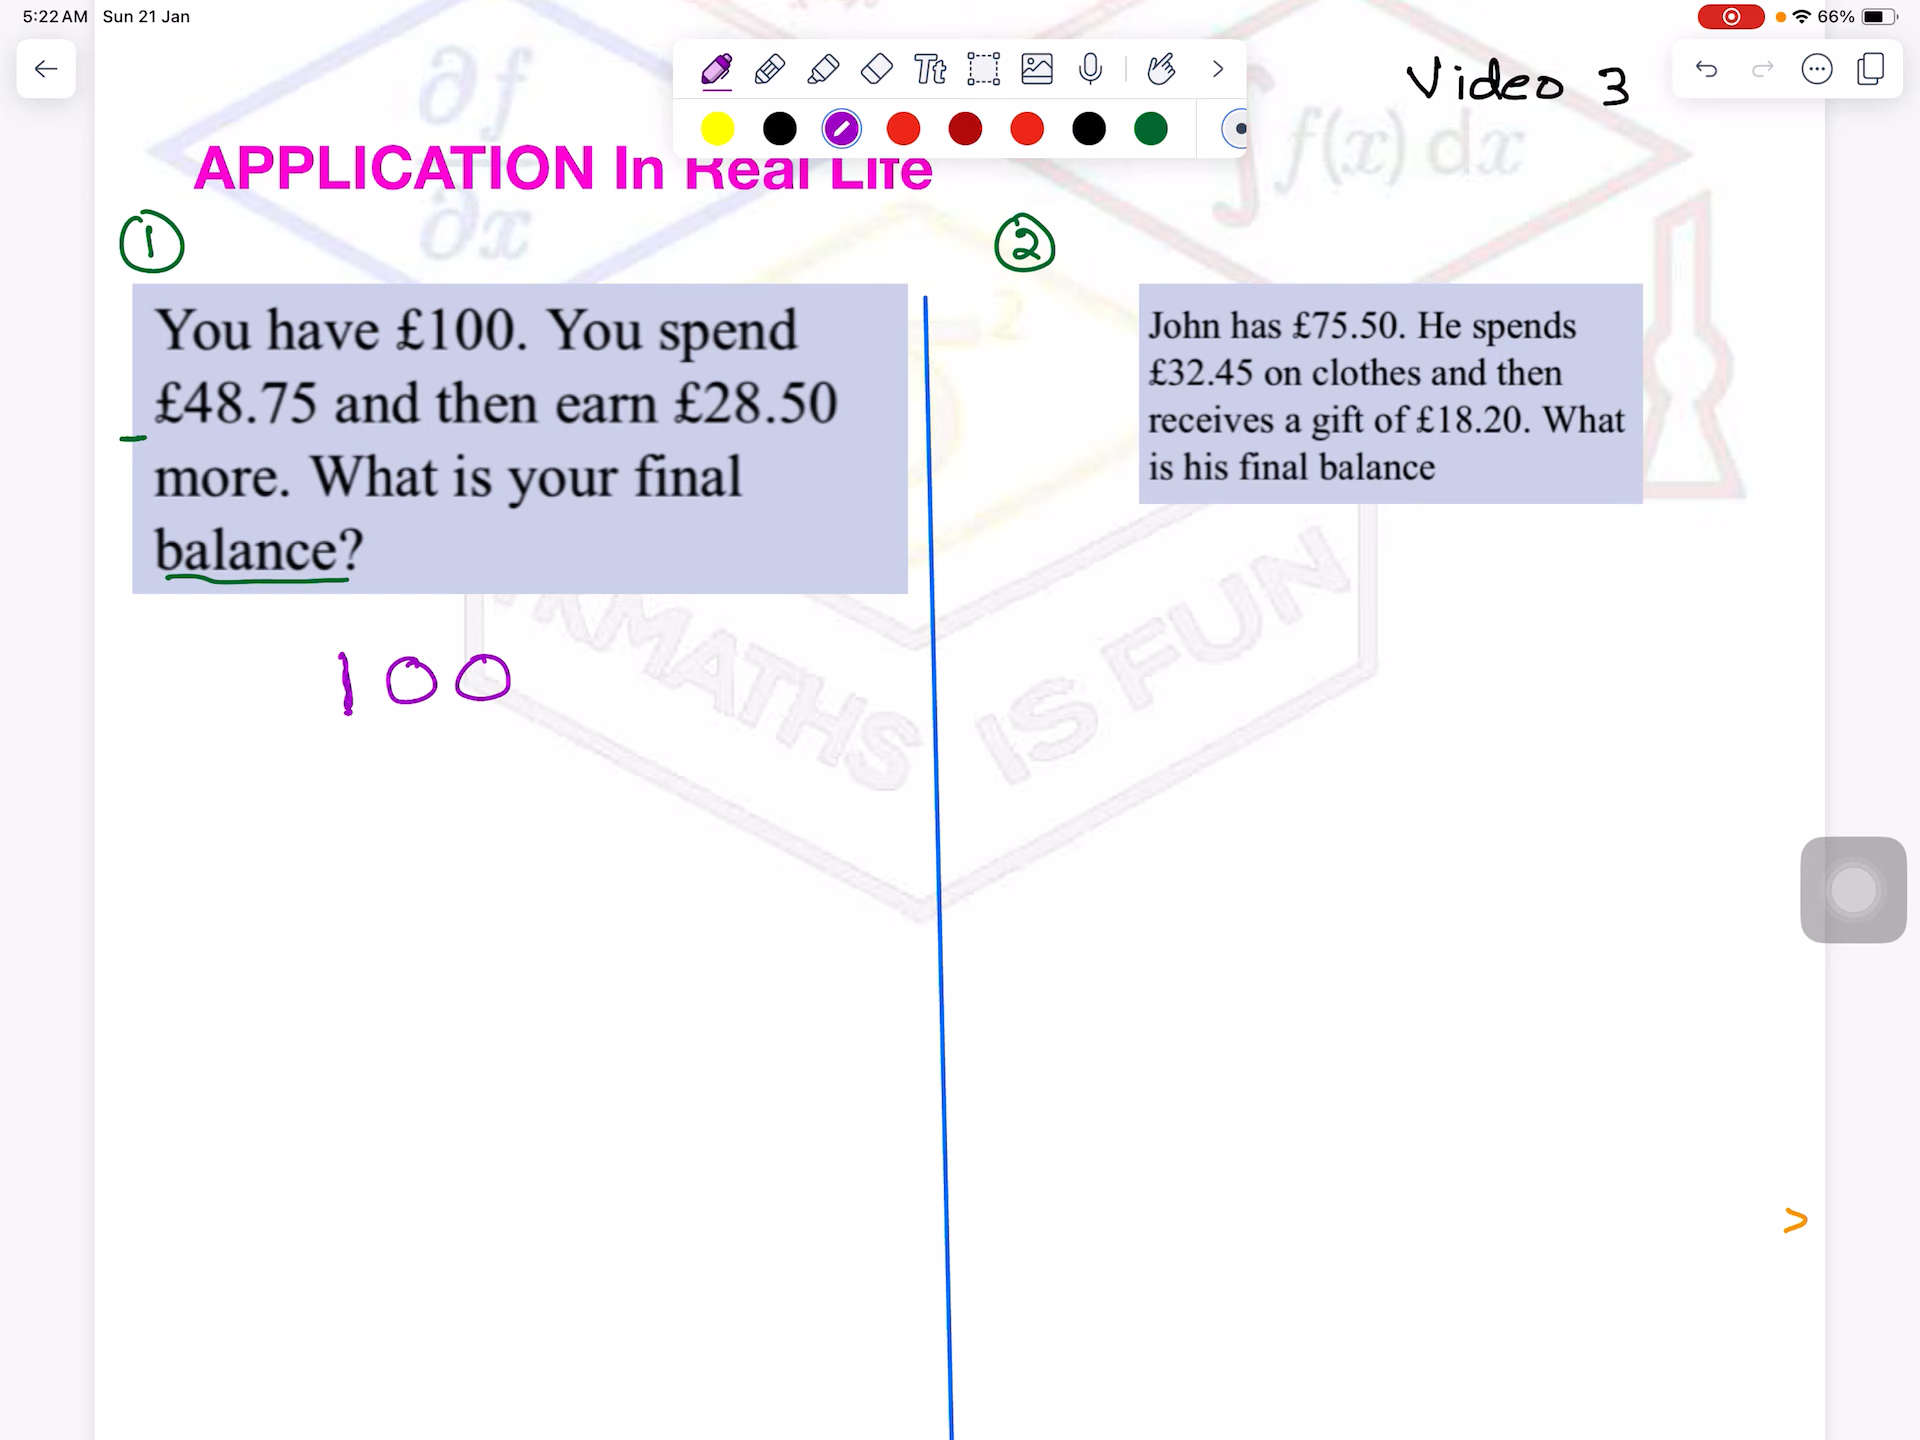 5:22 AM Sun 21 Jan
66%
Tt
Video 3
APPLICATION In Real Life
∂f
∂x
∫ f(x) dx
1
You have £100. You spend
£48.75 and then earn £28.50
more. What is your final
balance?
100
2
John has £75.50. He spends
£32.45 on clothes and then
receives a gift of £18.20. What
is his final balance
MATHS IS FUN
>